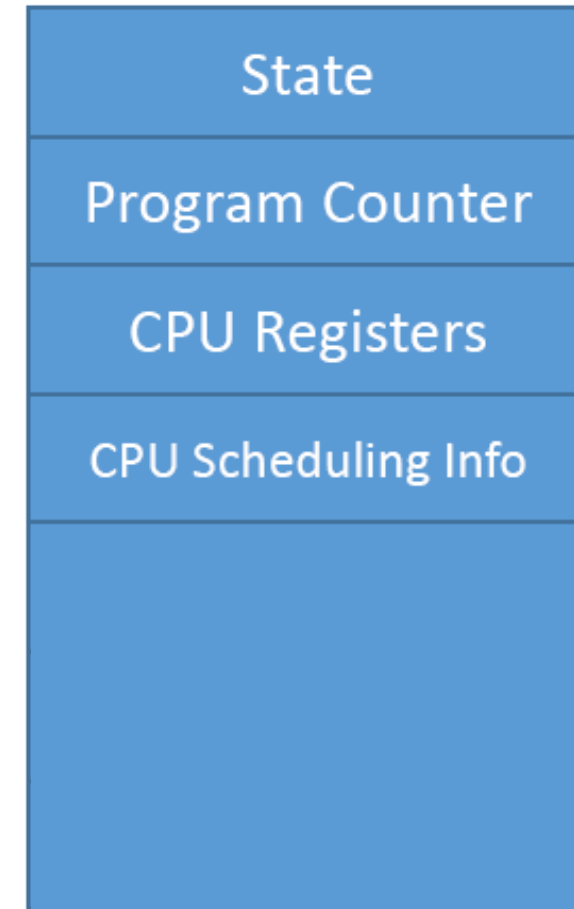 State
Program Counter
CPU Registers
CPU Scheduling Info